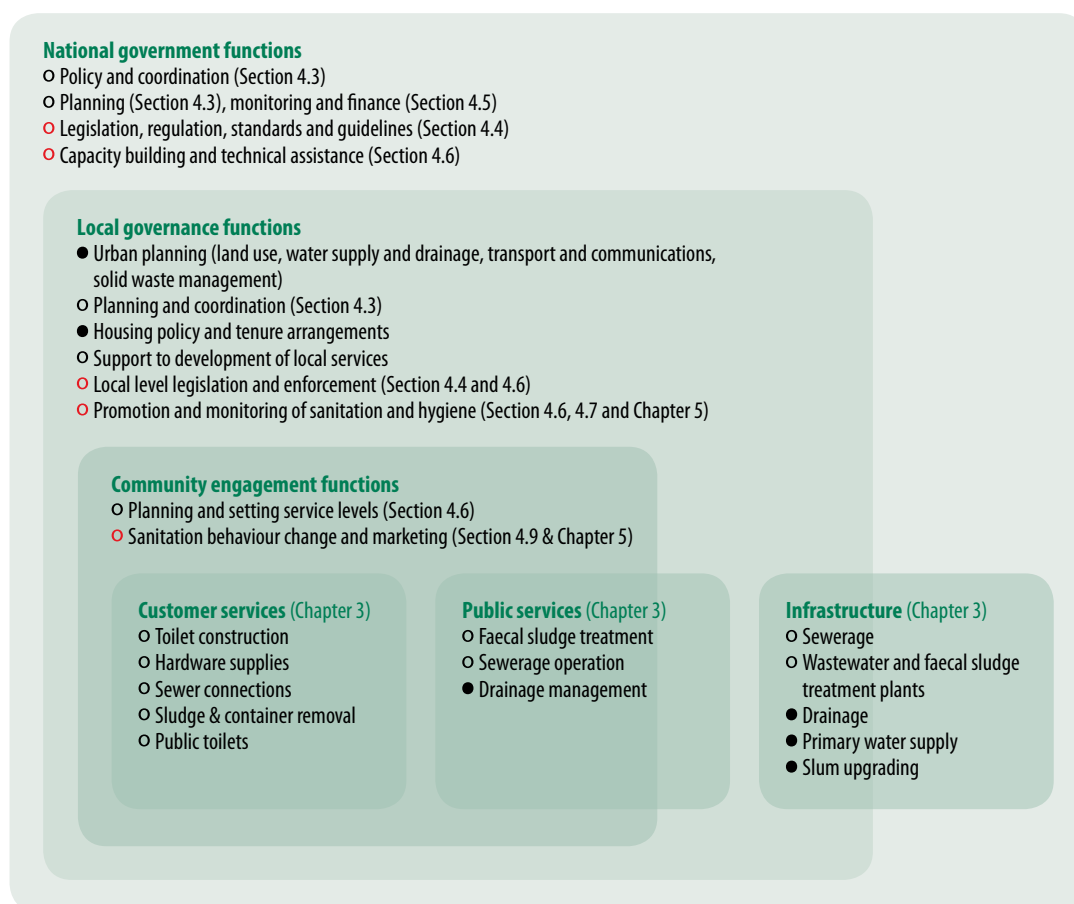 National government functions
o Policy and coordination (Section 4.3)
o Planning (Section 4.3), monitoring and finance (Section 4.5)
o Legislation, regulation, standards and guidelines (Section 4.4)
o Capacity building and technical assistance (Section 4.6)
Local governance functions
● Urban planning (land use, water supply and drainage, transport and communications,
solid waste management)
o Planning and coordination (Section 4.3)
● Housing policy and tenure arrangements
o Support to development of local services
o Local level legislation and enforcement (Section 4.4 and 4.6)
o Promotion and monitoring of sanitation and hygiene (Section 4.6, 4.7 and Chapter 5)
Community engagement functions
o Planning and setting service levels (Section 4.6)
o Sanitation behaviour change and marketing (Section 4.9 & Chapter 5)
Customer services (Chapter 3)
o Toilet construction
o Hardware supplies
o Sewer connections
o Sludge & container removal
o Public toilets
Public services (Chapter 3)
o Faecal sludge treatment
o Sewerage operation
● Drainage management
Infrastructure (Chapter 3)
o Sewerage
o Wastewater and faecal sludge
treatment plants
● Drainage
● Primary water supply
● Slum upgrading